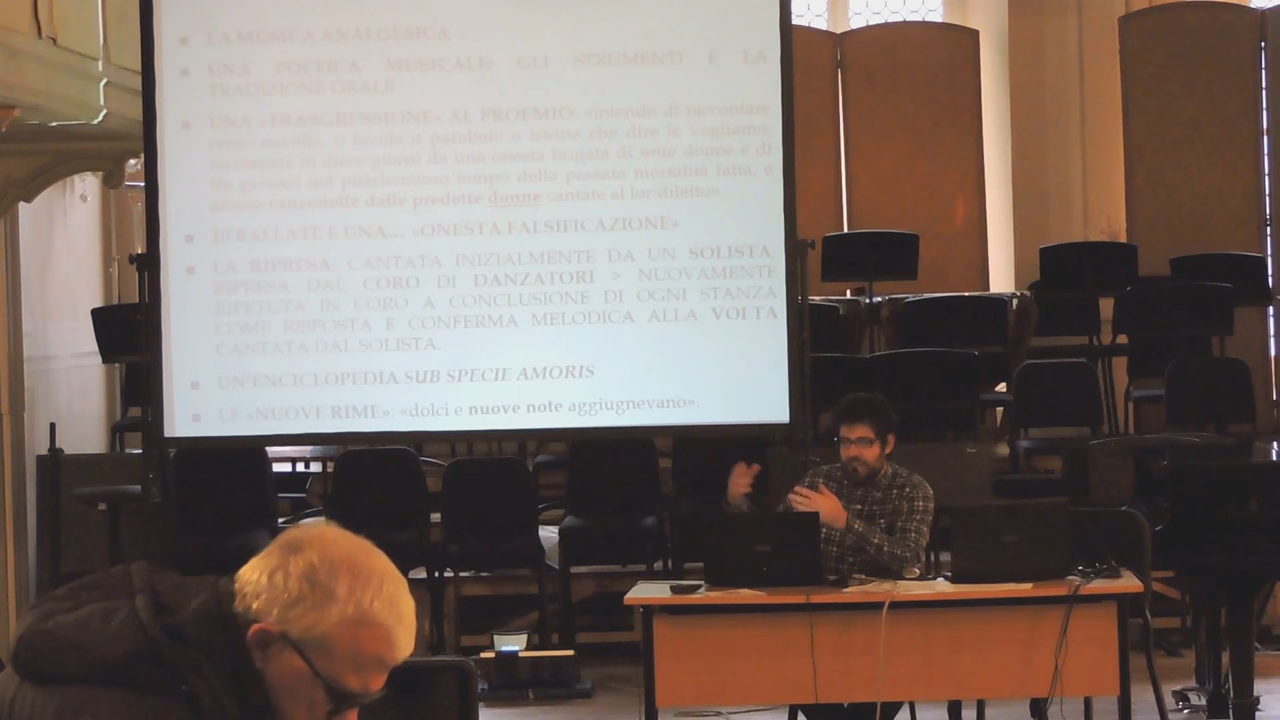 LA MUSICA ANALGESICA
UNA POETICA MUSICALE: GLI STRUMENTI E LA
TRADIZIONE ORALE
UNA «TRASGRESSIONE» AL PROEMIO: «intendo di raccontare
cento novelle, o favole o parabole o istorie che dire le vogliamo,
raccontate in diece giorni da una onesta brigata di sette donne e di
tre giovani nel pistelenzioso tempo della passata mortalità fatta, e
alcune canzonette dalle predette donne cantate al lor diletto».
10 BALLATE E UNA... «ONESTA FALSIFICAZIONE»
LA RIPRESA: CANTATA INIZIALMENTE DA UN SOLISTA,
RIPRESA DAL CORO DI DANZATORI > NUOVAMENTE
RIPETUTA IN CORO A CONCLUSIONE DI OGNI STANZA
COME RISPOSTA E CONFERMA MELODICA ALLA VOLTA
CANTATA DAL SOLISTA.
UN'ENCICLOPEDIA SUB SPECIE AMORIS
LE «NUOVE RIME»: «dolci e nuove note aggiugnevano».